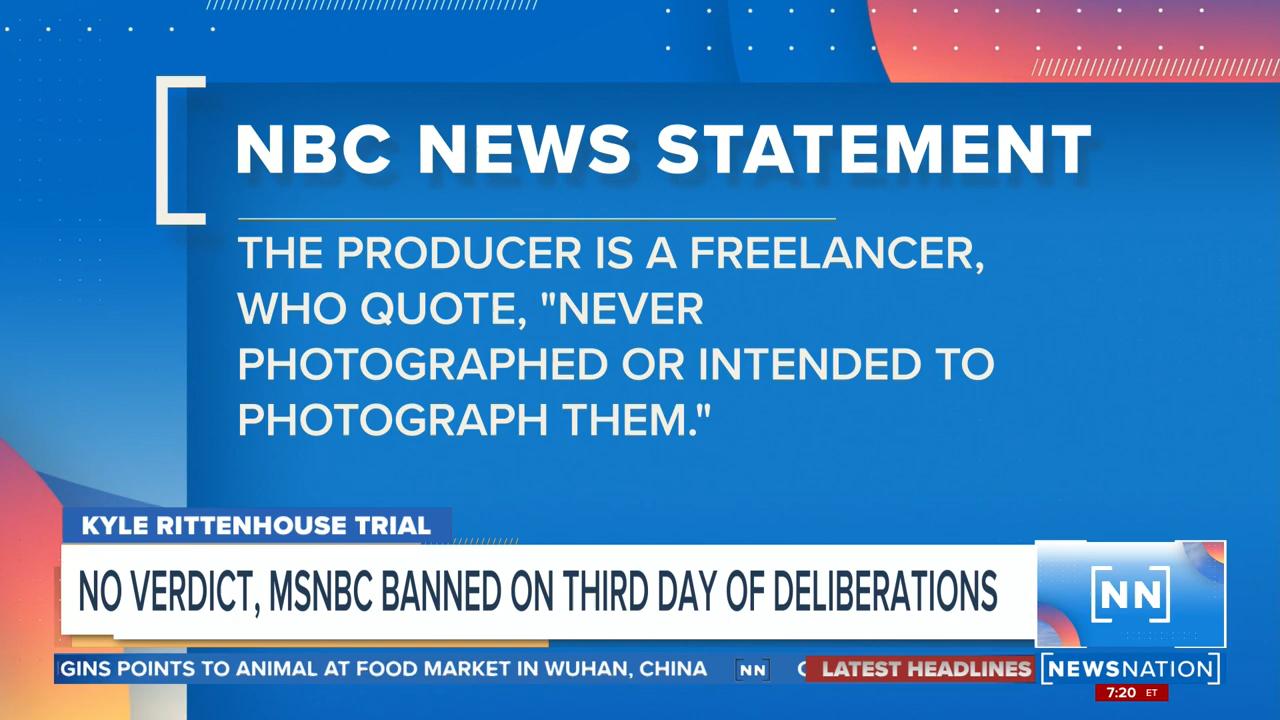 NBC NEWS STATEMENT
THE PRODUCER IS A FREELANCER,
WHO QUOTE, "NEVER
PHOTOGRAPHED OR INTENDED TO
PHOTOGRAPH THEM."
KYLE RITTENHOUSE TRIAL
NO VERDICT, MSNBC BANNED ON THIRD DAY OF DELIBERATIONS
NN
POINTS TO ANIMAL AT FOOD MARKET IN WUHAN, CHINA NN LATEST HEADLINES NEWSNATION
7:20 ET